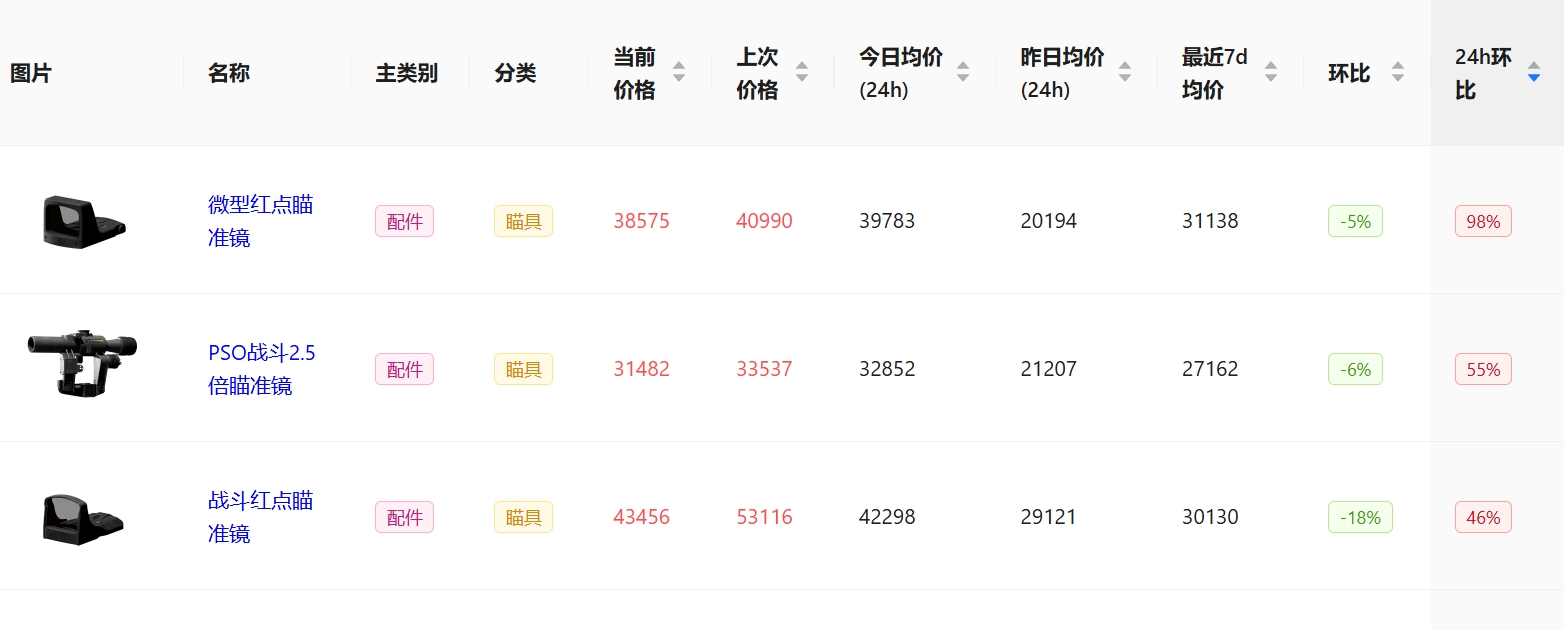 图片
名称
主类别
分类
当前
价格
上次
价格
今日均价
(24h)
昨日均价
(24h)
最近7d
均价
环比
24h环
比
微型红点瞄
准镜
配件
瞄具
38575
40990
39783
20194
31138
-5%
98%
PSO战斗2.5
倍瞄准镜
配件
瞄具
31482
33537
32852
21207
27162
-6%
55%
战斗红点瞄
准镜
配件
瞄具
43456
53116
42298
29121
30130
-18%
46%